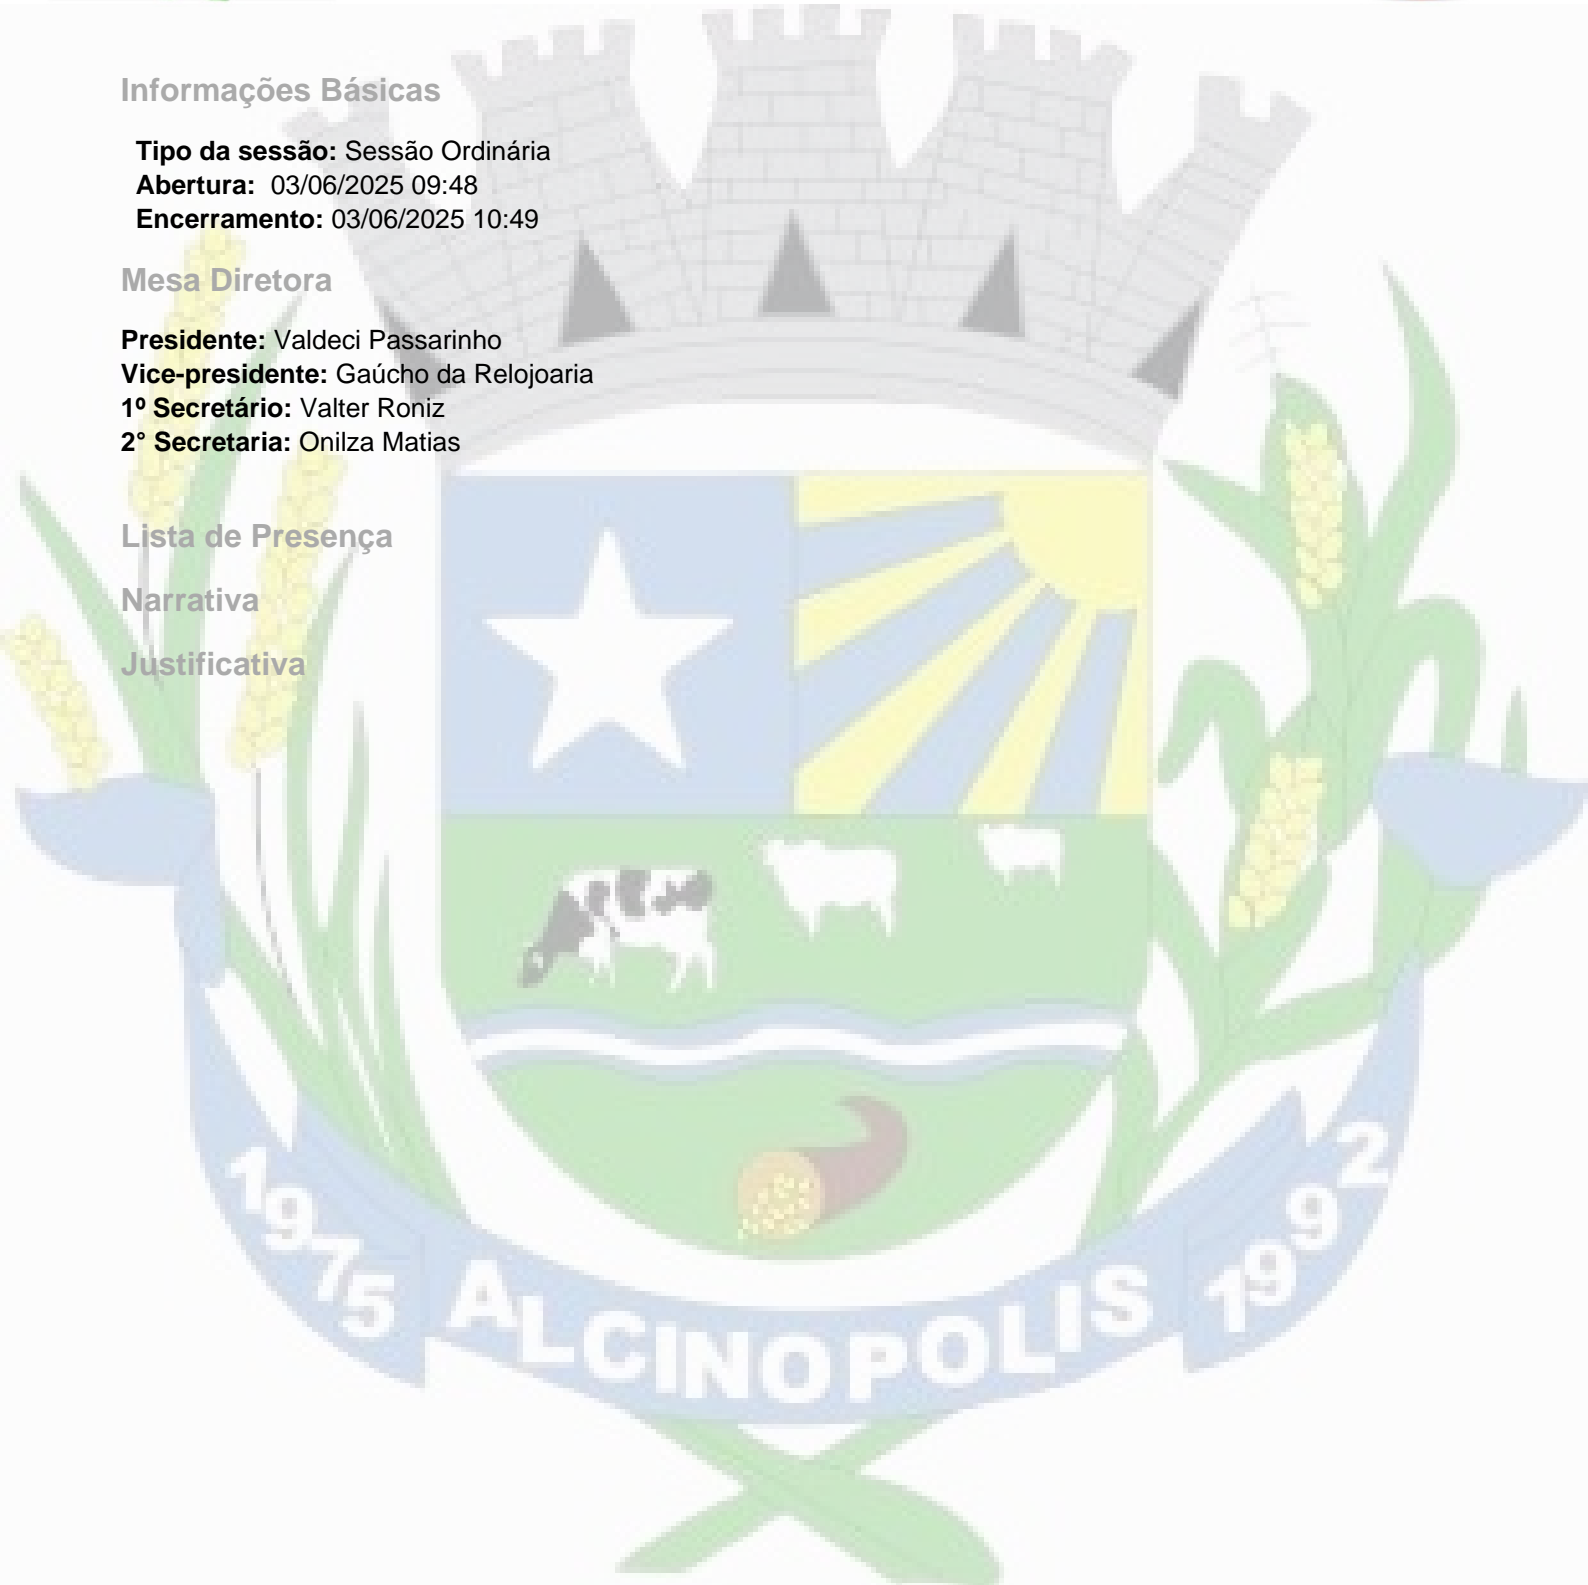 Informações Básicas
Tipo da sessão: Sessão Ordinária
Abertura: 03/06/2025 09:48
Encerramento: 03/06/2025 10:49
Mesa Diretora
Presidente: Valdeci Passarinho
Vice-presidente: Gaúcho da Relojoaria
1º Secretário: Valter Roniz
2° Secretaria: Onilza Matias
Lista de Presença
Narrativa
Justificativa
1975 ALCINOPOLIS 1992